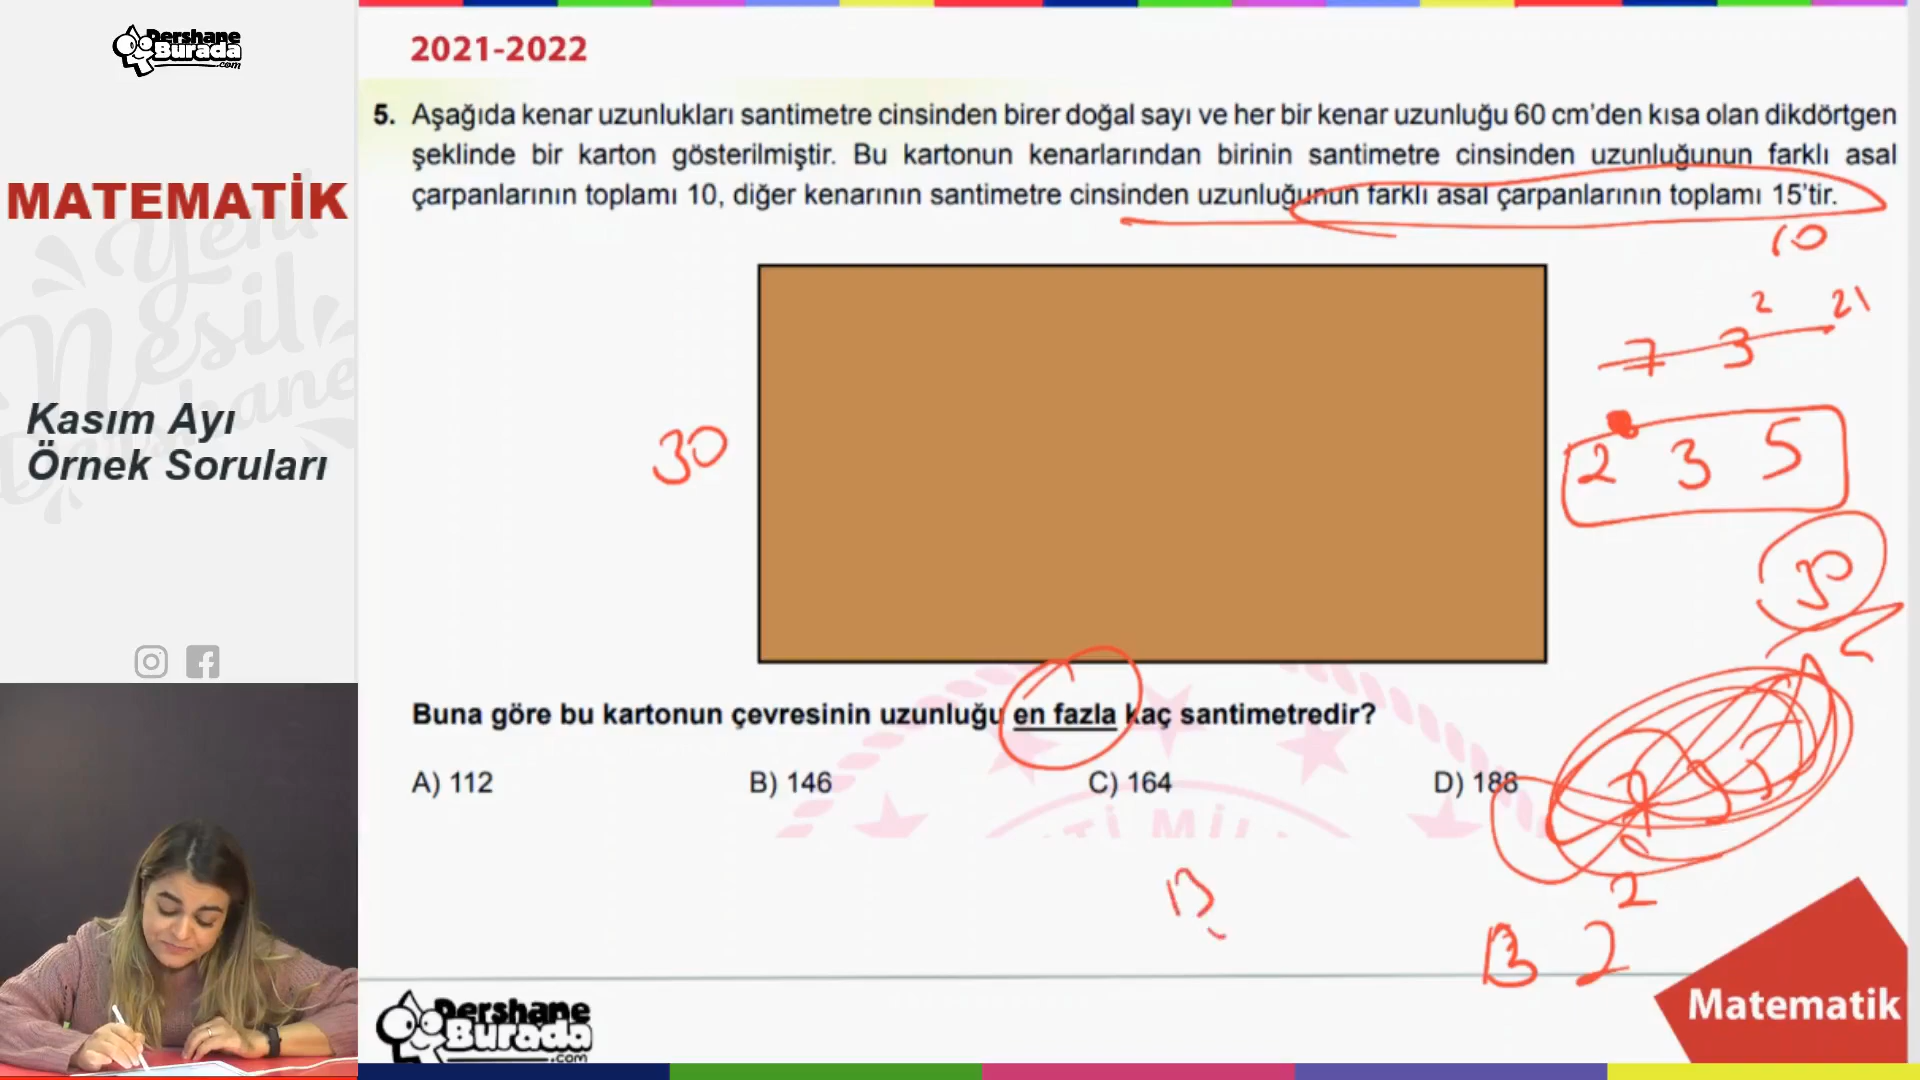 Dershane
Burada
.com
2021-2022
5. Aşağıda kenar uzunlukları santimetre cinsinden birer doğal sayı ve her bir kenar uzunluğu 60 cm'den kısa olan dikdörtgen
şeklinde bir karton gösterilmiştir. Bu kartonun kenarlarından birinin santimetre cinsinden uzunluğunun farklı asal
çarpanlarının toplamı 10, diğer kenarının santimetre cinsinden uzunluğunun farklı asal çarpanlarının toplamı 15'tir.
MATEMATİK
Yeni
Nesil
Dershane
Kasım Ayı
Örnek Soruları
10
2 21
7 3
2 3 5
30
30
Buna göre bu kartonun çevresinin uzunluğu en fazla kaç santimetredir?
A) 112 B) 146 C) 164 D) 188
2
13
13 2
Dershane
Burada
.com
Matematik